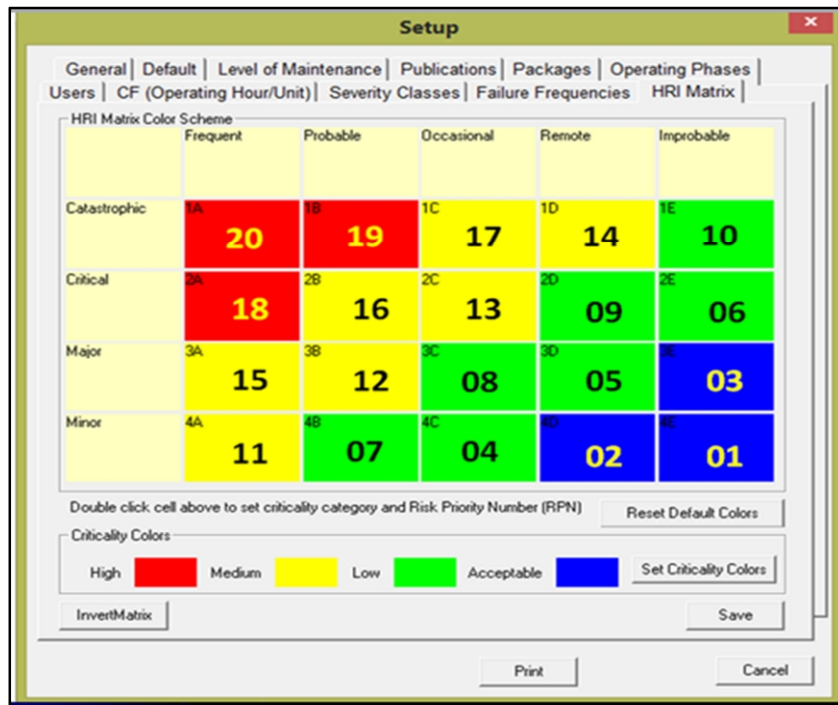 Setup
General Default Level of Maintenance Publications Packages Operating Phases
Users CF (Operating Hour/Unit) Severity Classes Failure Frequencies HRI Matrix
HRI Matrix Color Scheme
Frequent Probable Occasional Remote Improbable
Catastrophic 1A 20 1B 19 1C 17 1D 14 1E 10
Critical 2A 18 2B 16 2C 13 2D 09 2E 06
Major 3A 15 3B 12 3C 08 3D 05 3E 03
Minor 4A 11 4B 07 4C 04 4D 02 4E 01
Double click cell above to set criticality category and Risk Priority Number (RPN) Reset Default Colors
Criticality Colors
High Medium Low Acceptable Set Criticality Colors
InvertMatrix Save
Print Cancel